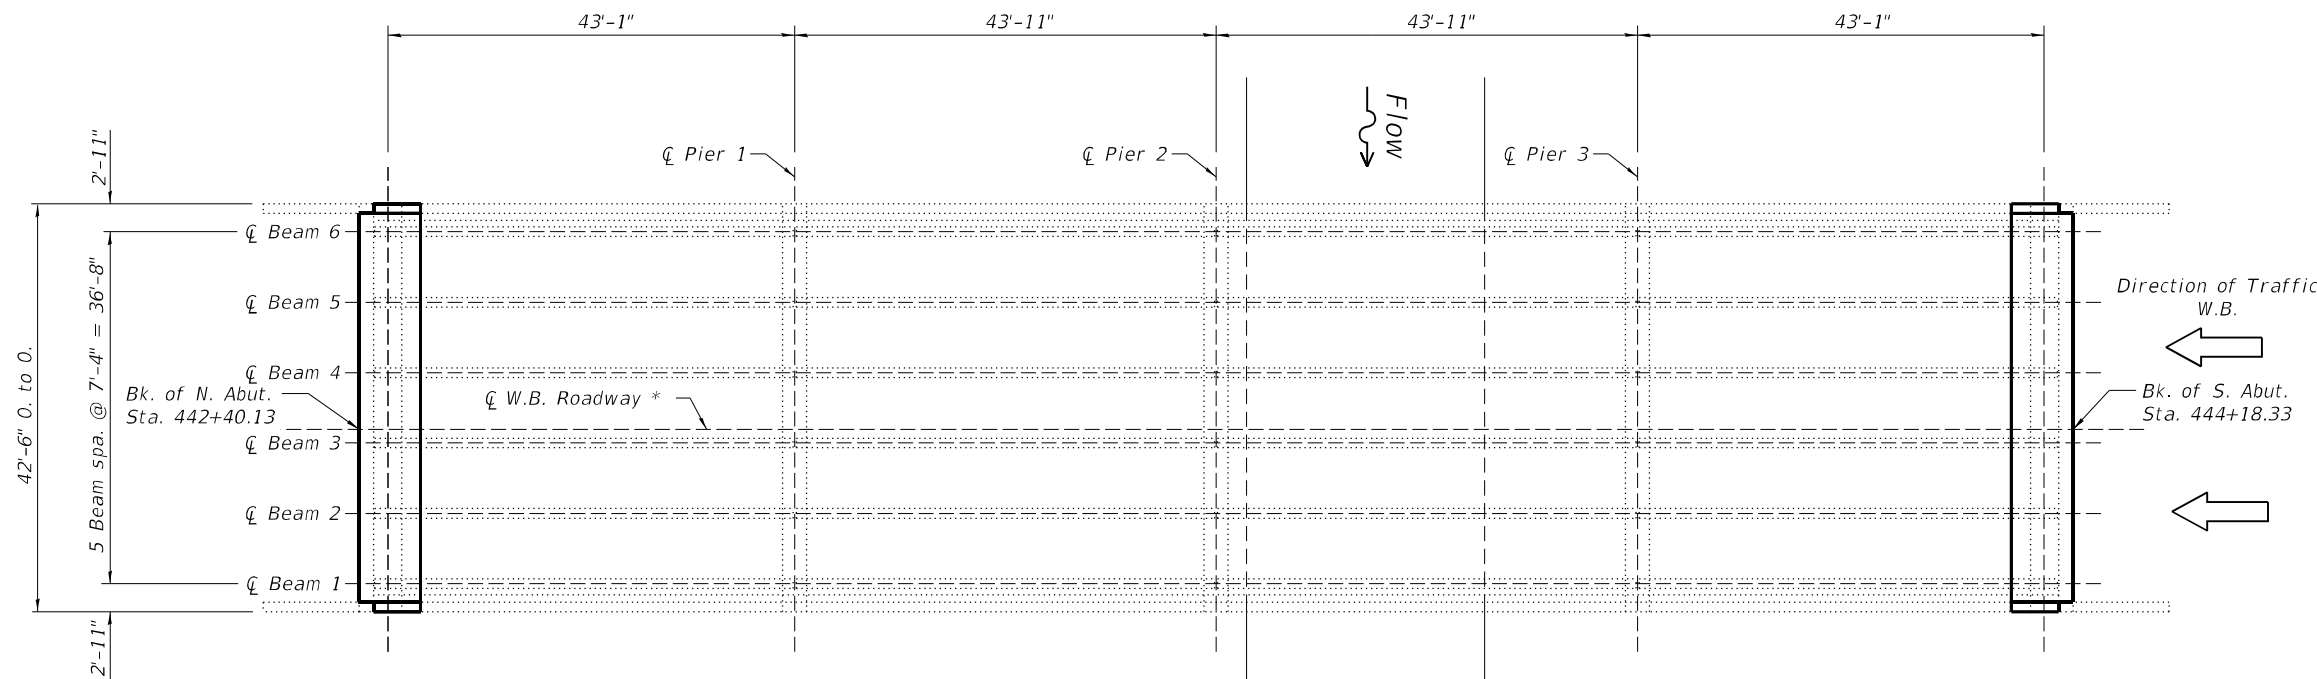 43'-1"
43'-11"
43'-11"
43'-1"
Flow
℄ Pier 1
℄ Pier 2
℄ Pier 3
2'-11"
℄ Beam 6
℄ Beam 5
℄ Beam 4
℄ Beam 3
℄ Beam 2
℄ Beam 1
42'-6" O. to O.
5 Beam spa. @ 7'-4" = 36'-8"
Bk. of N. Abut.
Sta. 442+40.13
℄ W.B. Roadway *
Direction of Traffic
W.B.
Bk. of S. Abut.
Sta. 444+18.33
2'-11"